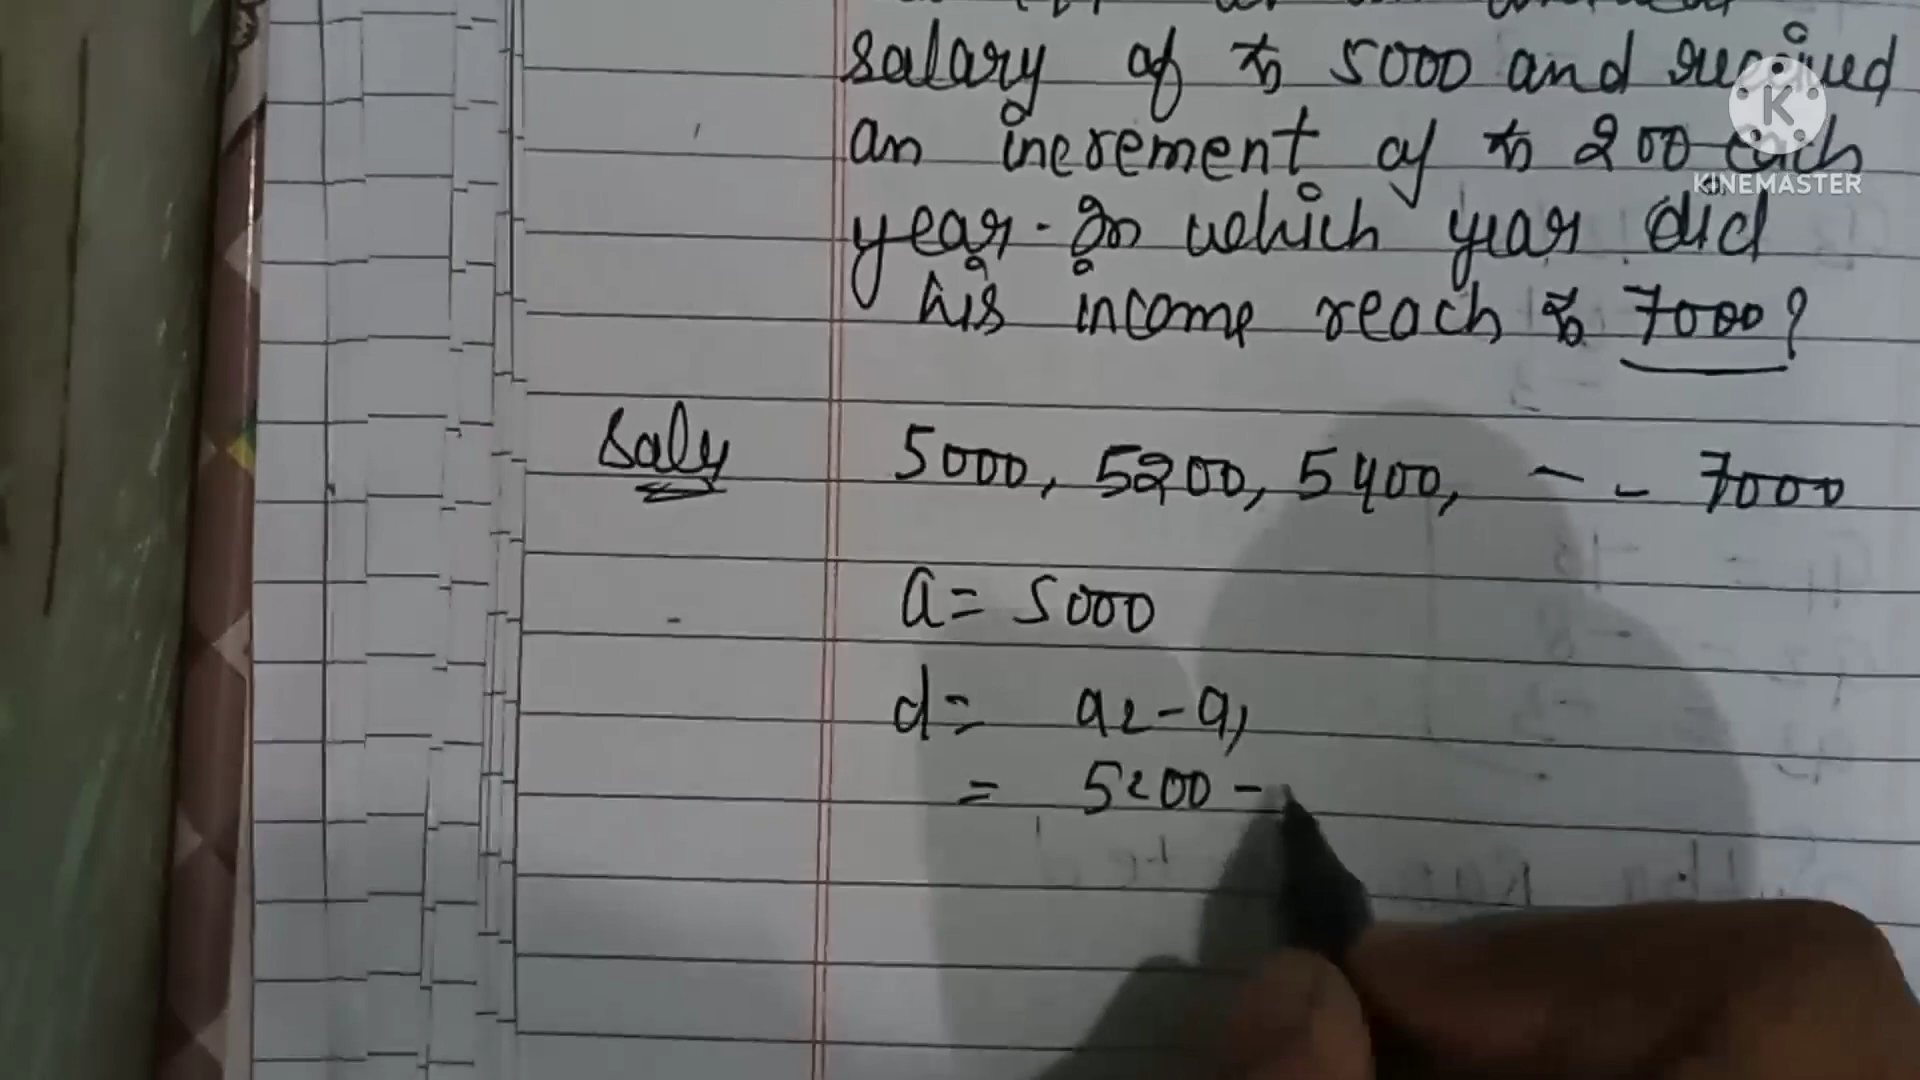 salary of ₹ 5000 and received
an increment of ₹ 200 each
year. In which year did
his income reach ₹ 7000?
Soln 5000, 5200, 5400, - - 7000
a = 5000
d = a2 - a1
= 5200 -
K
KINEMASTER